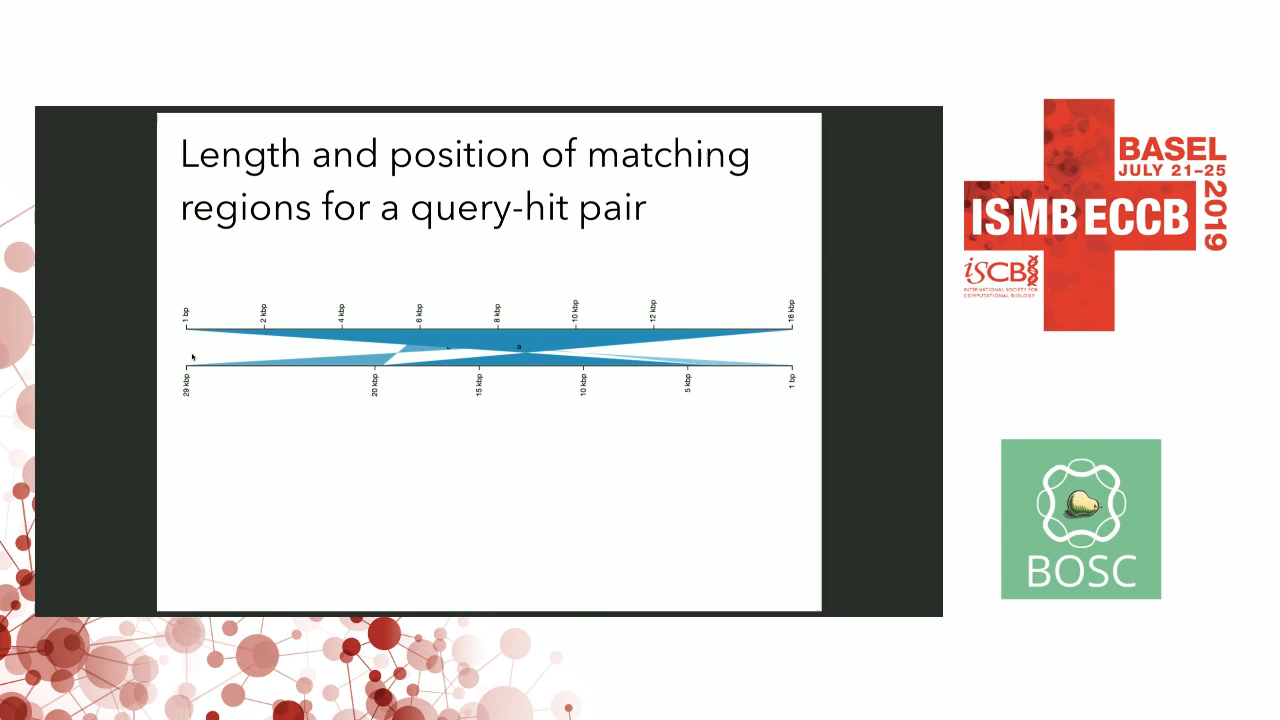 Length and position of matching
regions for a query-hit pair
1 bp
2 kbp
4 kbp
6 kbp
8 kbp
10 kbp
12 kbp
16 kbp
a
29 kbp
20 kbp
15 kbp
10 kbp
5 kbp
1 bp
BASEL
JULY 21–25
2019
ISMB ECCB
iSCB
INTERNATIONAL SOCIETY FOR
COMPUTATIONAL BIOLOGY
BOSC